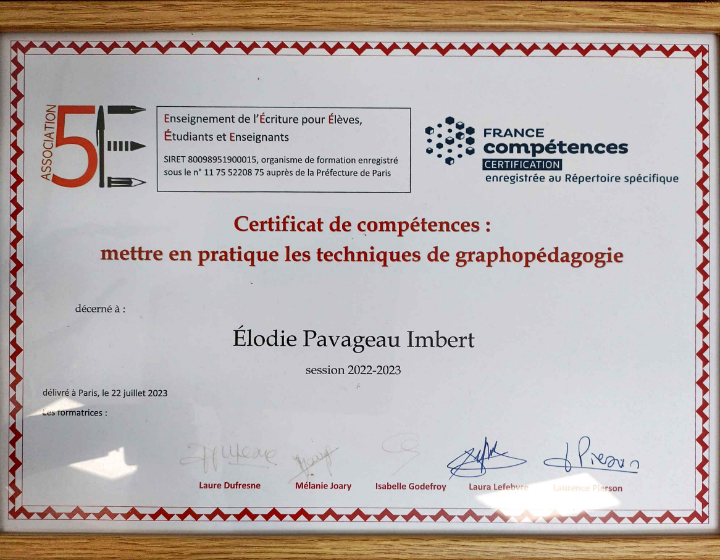 ASSOCIATION
5E
Enseignement de l'Écriture pour Élèves,
Étudiants et Enseignants
SIRET 80098951900015, organisme de formation enregistré
sous le n° 11 75 52208 75 auprès de la Préfecture de Paris
FRANCE
compétences
CERTIFICATION
enregistrée au Répertoire spécifique
Certificat de compétences :
mettre en pratique les techniques de graphopédagogie
décerné à :
Élodie Pavageau Imbert
session 2022-2023
délivré à Paris, le 22 juillet 2023
Les formatrices :
Laure Dufresne Mélanie Joary Isabelle Godefroy Laura Lefebvre Laurence Pierson